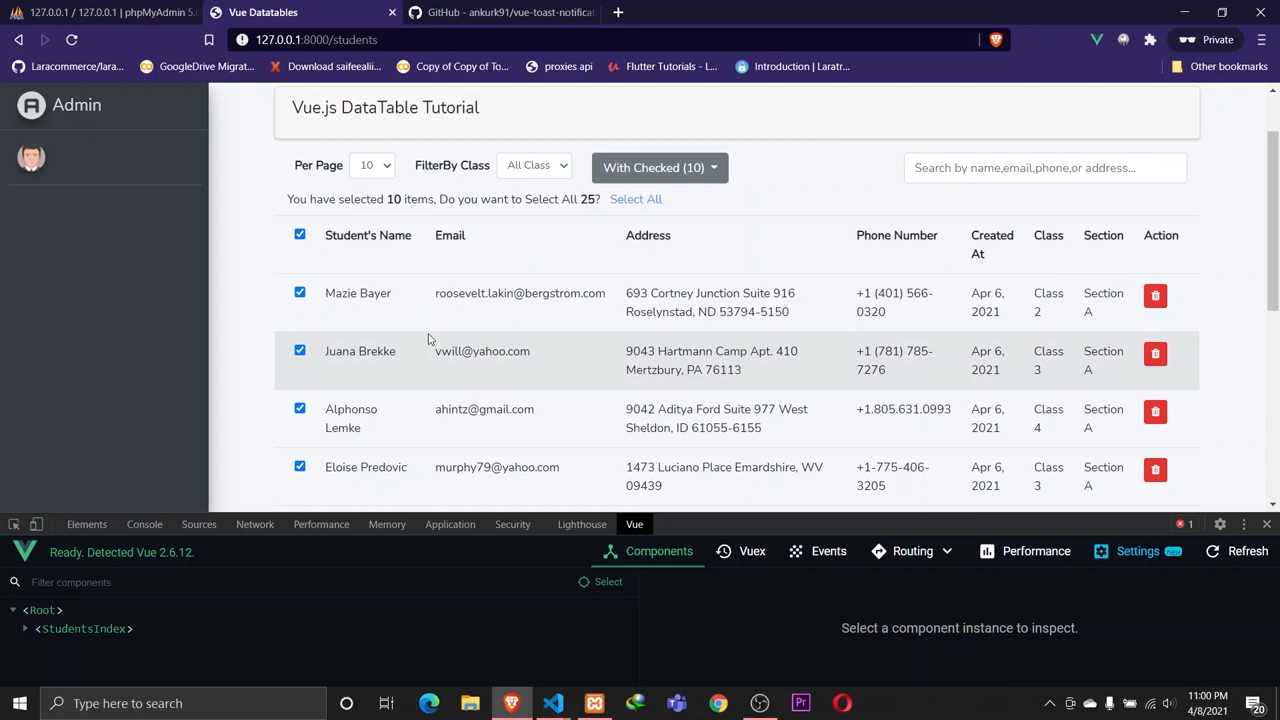 127.0.0.1 / 127.0.0.1 | phpMyAdmin 5.
Vue Datatables
GitHub - ankurk91/vue-toast-notificat
127.0.0.1:8000/students
Private
Laracommerce/lara...
GoogleDrive Migrat...
Download saifeealii...
Copy of Copy of To...
proxies api
Flutter Tutorials - L...
Introduction | Laratr...
Other bookmarks
Admin
Vue.js DataTable Tutorial
Per Page 10 FilterBy Class All Class With Checked (10) Search by name,email,phone,or address...
You have selected 10 items, Do you want to Select All 25? Select All
Student's Name Email Address Phone Number Created Class Section Action
At
Mazie Bayer roosevelt.lakin@bergstrom.com 693 Cortney Junction Suite 916 +1 (401) 566- Apr 6, Class Section
Roselynstad, ND 53794-5150 0320 2021 2 A
Juana Brekke vwill@yahoo.com 9043 Hartmann Camp Apt. 410 +1 (781) 785- Apr 6, Class Section
Mertzbury, PA 76113 7276 2021 3 A
Alphonso ahintz@gmail.com 9042 Aditya Ford Suite 977 West +1.805.631.0993 Apr 6, Class Section
Lemke Sheldon, ID 61055-6155 2021 4 A
Eloise Predovic murphy79@yahoo.com 1473 Luciano Place Emardshire, WV +1-775-406- Apr 6, Class Section
09439 3205 2021 3 A
Elements Console Sources Network Performance Memory Application Security Lighthouse Vue 1
Ready. Detected Vue 2.6.12. Components Vuex Events Routing Performance Settings new Refresh
Filter components Select
<Root>
<StudentsIndex>
Select a component instance to inspect.
Type here to search
11:00 PM
4/8/2021
20